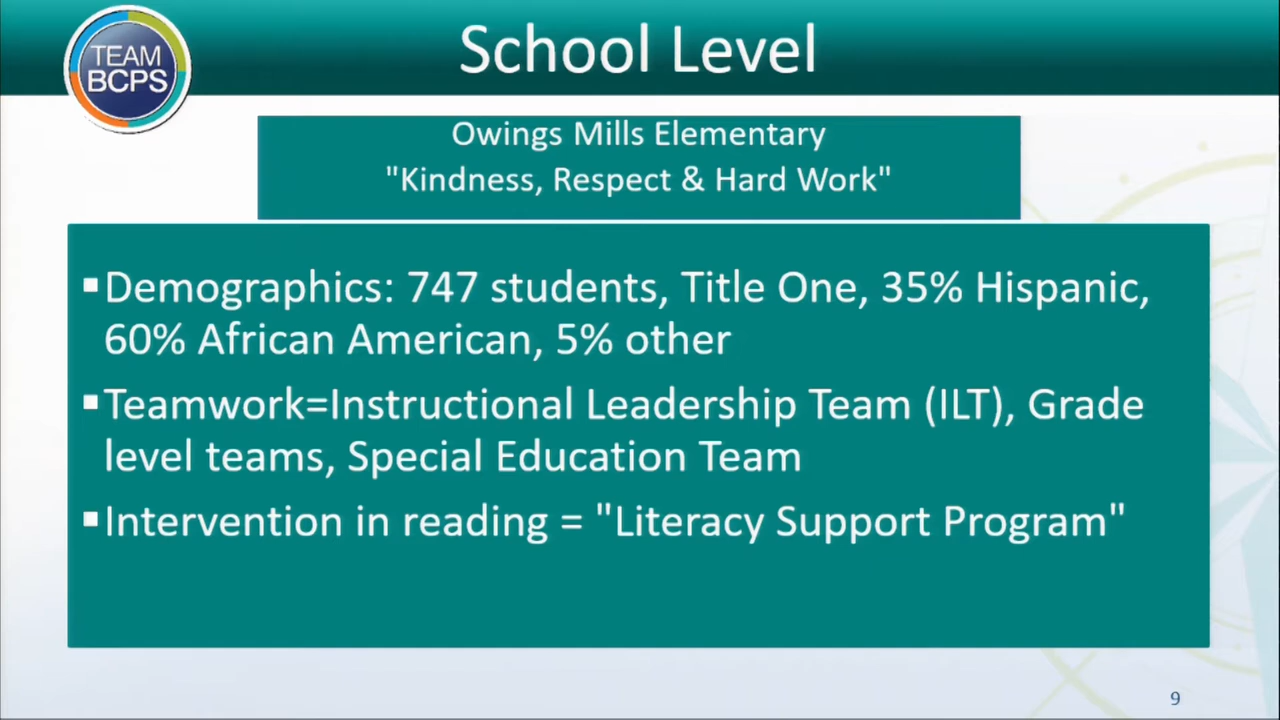 TEAM
BCPS
School Level
Owings Mills Elementary
"Kindness, Respect & Hard Work"
▪Demographics: 747 students, Title One, 35% Hispanic,
60% African American, 5% other
▪Teamwork=Instructional Leadership Team (ILT), Grade
level teams, Special Education Team
▪Intervention in reading = "Literacy Support Program"
9